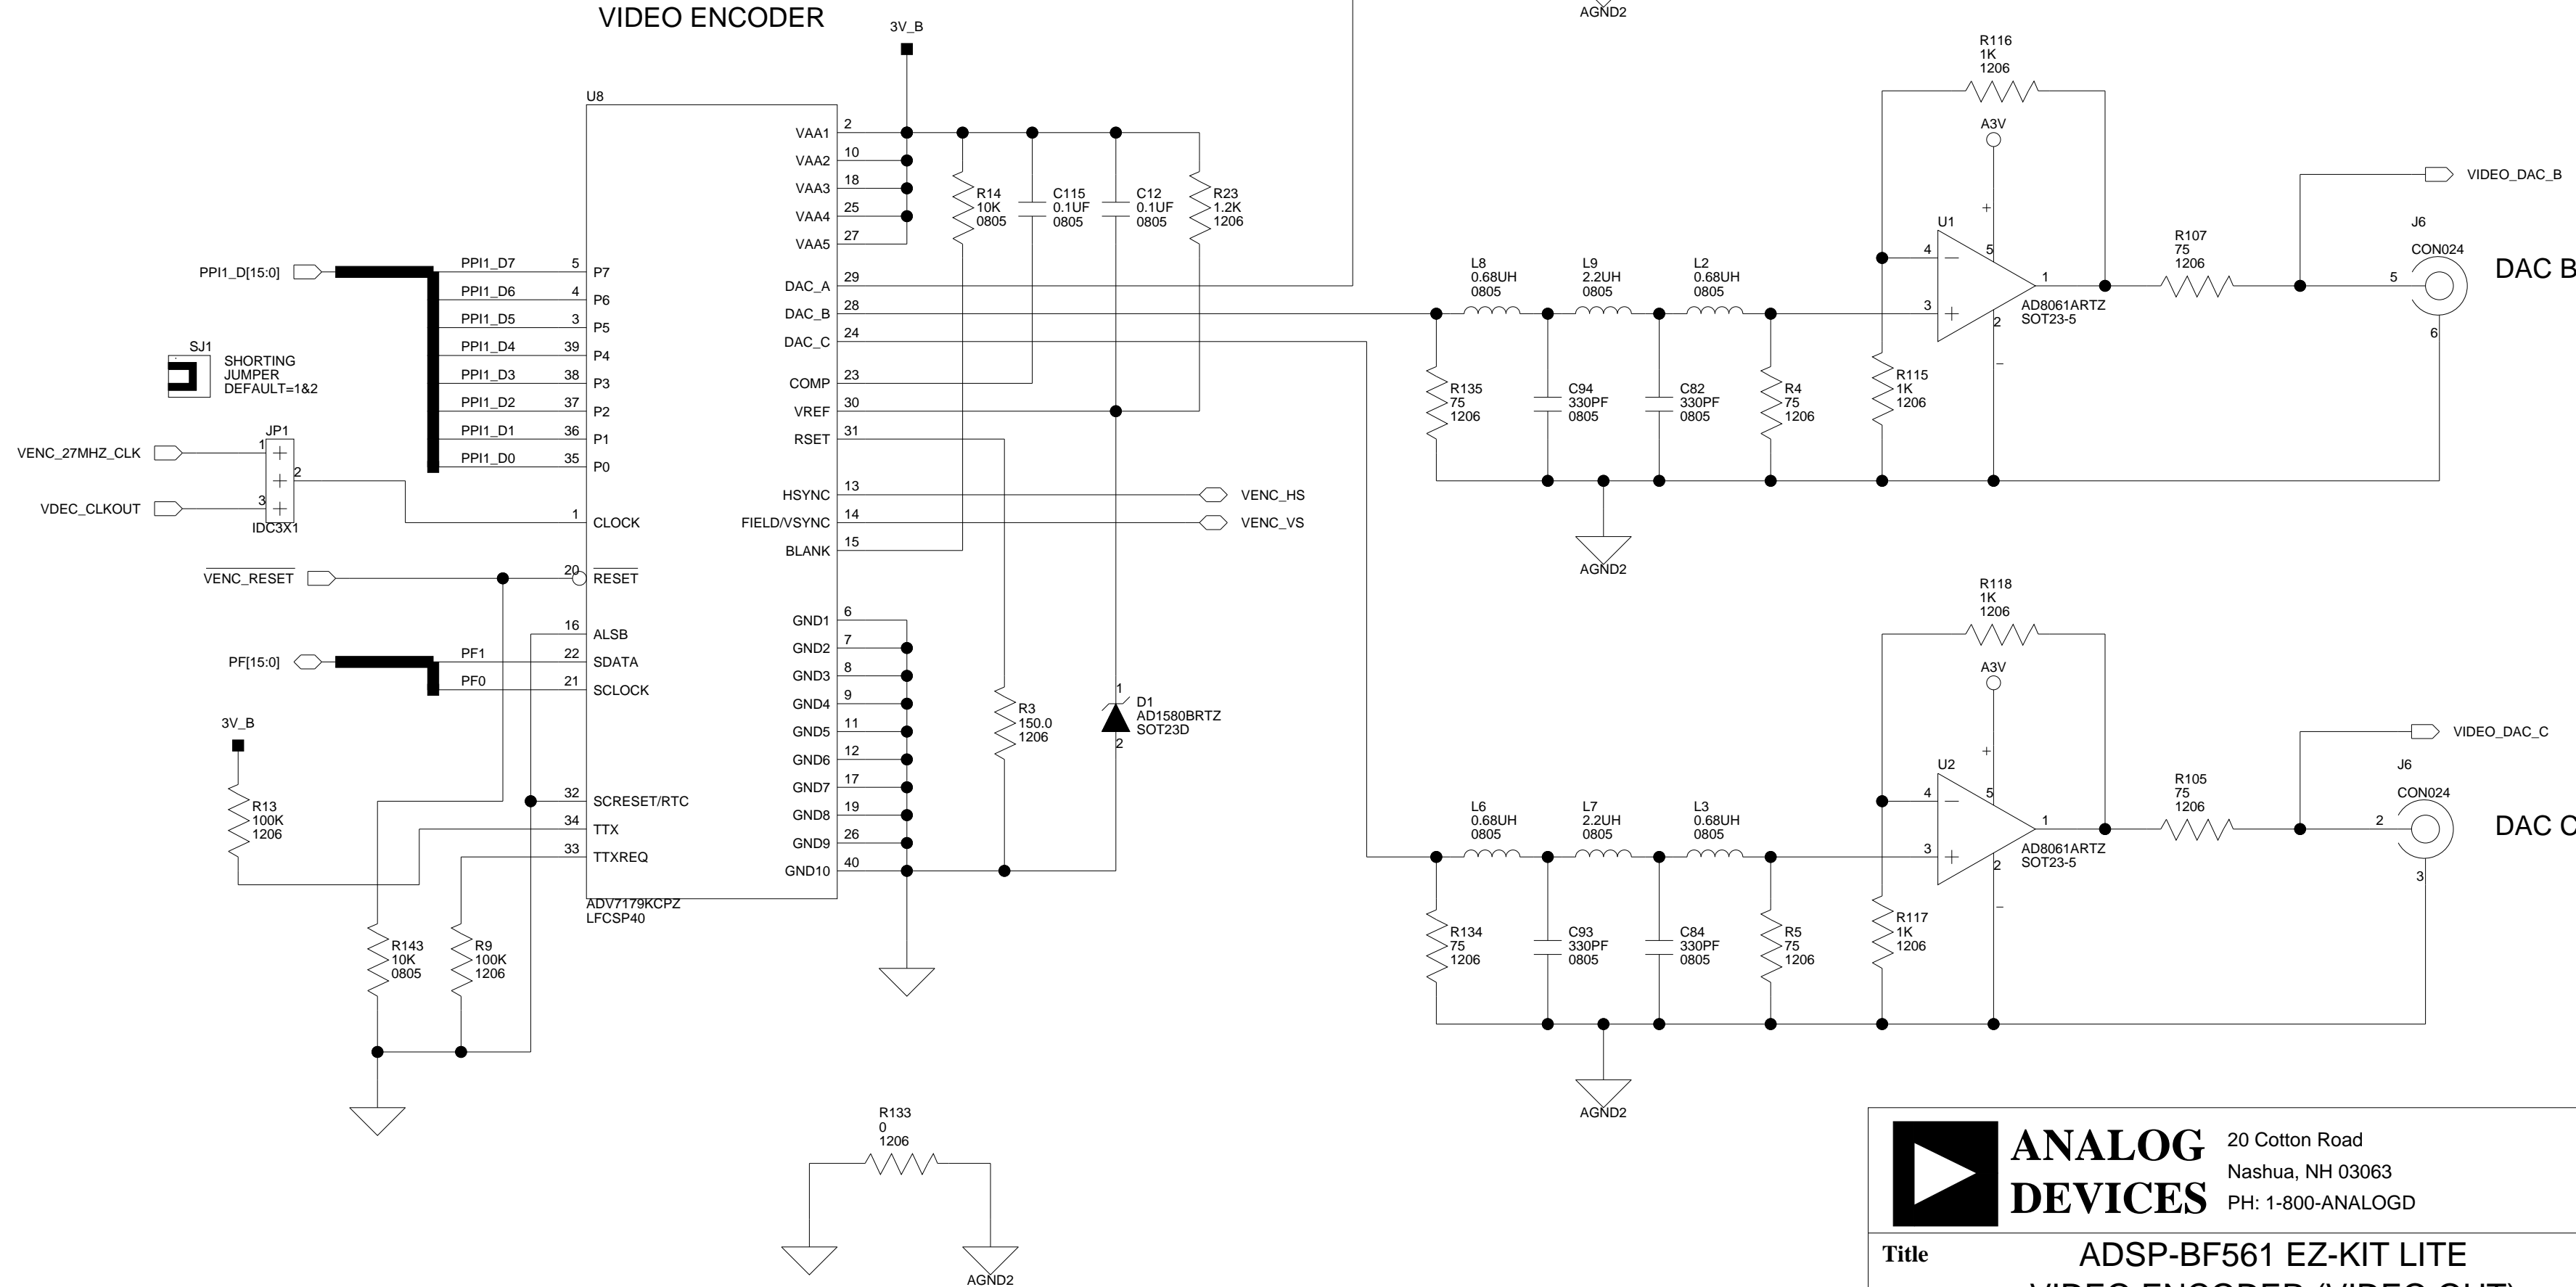 VIDEO ENCODER
3V_B
AGND2
U8
VAA1 2
VAA2 10
VAA3 18
VAA4 25
VAA5 27
DAC_A 29
DAC_B 28
DAC_C 24
COMP 23
VREF 30
RSET 31
HSYNC 13
FIELD/VSYNC 14
BLANK 15
GND1 6
GND2 7
GND3 8
GND4 9
GND5 11
GND6 12
GND7 17
GND8 19
GND9 26
GND10 40
PPI1_D[15:0]
PPI1_D7 5 P7
PPI1_D6 4 P6
PPI1_D5 3 P5
PPI1_D4 39 P4
PPI1_D3 38 P3
PPI1_D2 37 P2
PPI1_D1 36 P1
PPI1_D0 35 P0
1 CLOCK
20 RESET
16 ALSB
PF1 22 SDATA
PF0 21 SCLOCK
32 SCRESET/RTC
34 TTX
33 TTXREQ
ADV7179KCPZ
LFCSP40
SJ1
SHORTING
JUMPER
DEFAULT=1&2
JP1
VENC_27MHZ_CLK 1
2
VDEC_CLKOUT 3
IDC3X1
VENC_RESET
PF[15:0]
3V_B
R13
100K
1206
R143
10K
0805
R9
100K
1206
R14
10K
0805
C115
0.1UF
0805
C12
0.1UF
0805
R23
1.2K
1206
VENC_HS
VENC_VS
R3
150.0
1206
1
D1
AD1580BRTZ
SOT23D
2
R133
0
1206
AGND2
R116
1K
1206
A3V
+
U1
4 −
3 +
5
1
2
−
AD8061ARTZ
SOT23-5
R107
75
1206
VIDEO_DAC_B
J6
CON024
5
6
DAC B
L8
0.68UH
0805
L9
2.2UH
0805
L2
0.68UH
0805
R135
75
1206
C94
330PF
0805
C82
330PF
0805
R4
75
1206
R115
1K
1206
AGND2
R118
1K
1206
A3V
+
U2
4 −
3 +
5
1
2
−
AD8061ARTZ
SOT23-5
R105
75
1206
VIDEO_DAC_C
J6
CON024
2
3
DAC C
L6
0.68UH
0805
L7
2.2UH
0805
L3
0.68UH
0805
R134
75
1206
C93
330PF
0805
C84
330PF
0805
R5
75
1206
R117
1K
1206
AGND2
ANALOG
DEVICES
20 Cotton Road
Nashua, NH 03063
PH: 1-800-ANALOGD
Title
ADSP-BF561 EZ-KIT LITE
VIDEO ENCODER (VIDEO OUT)